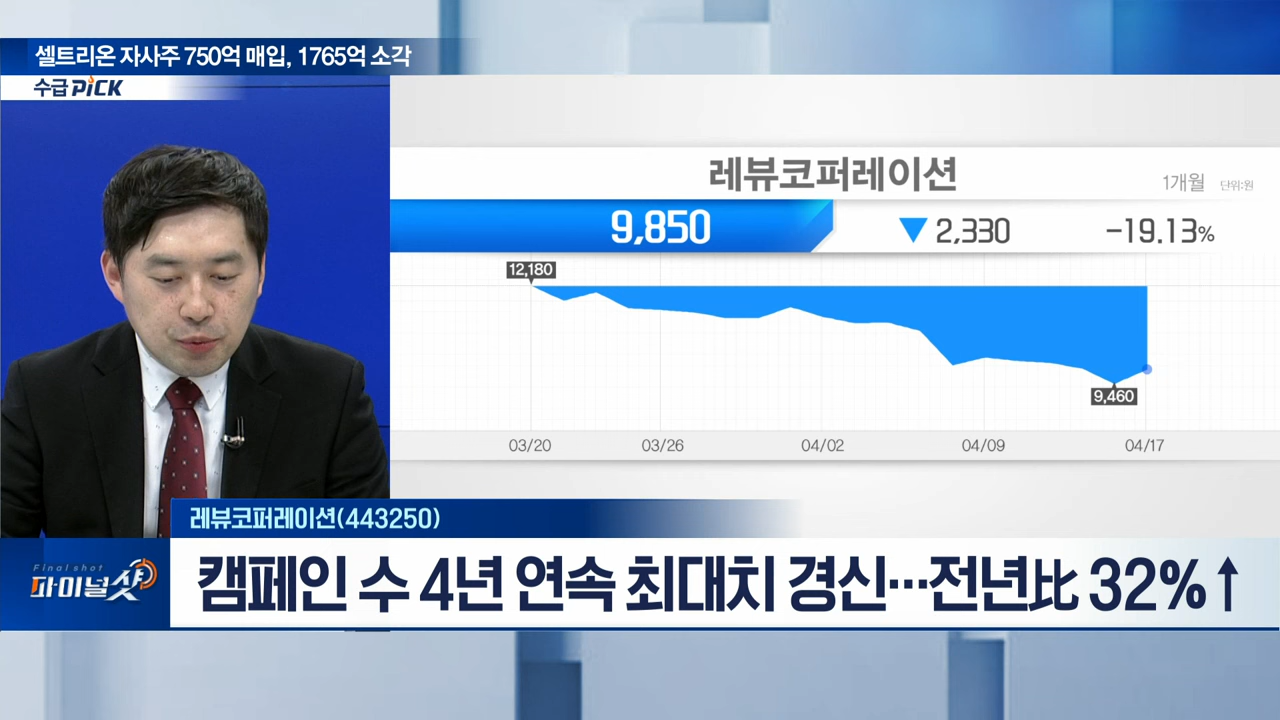 셀트리온 자사주 750억 매입, 1765억 소각
수급 PiCK
레뷰코퍼레이션
1개월 단위:원
9,850 ▼ 2,330 -19.13%
12,180
9,460
03/20 03/26 04/02 04/09 04/17
레뷰코퍼레이션(443250)
Final shot
파이널샷
캠페인 수 4년 연속 최대치 경신…전년比 32%↑